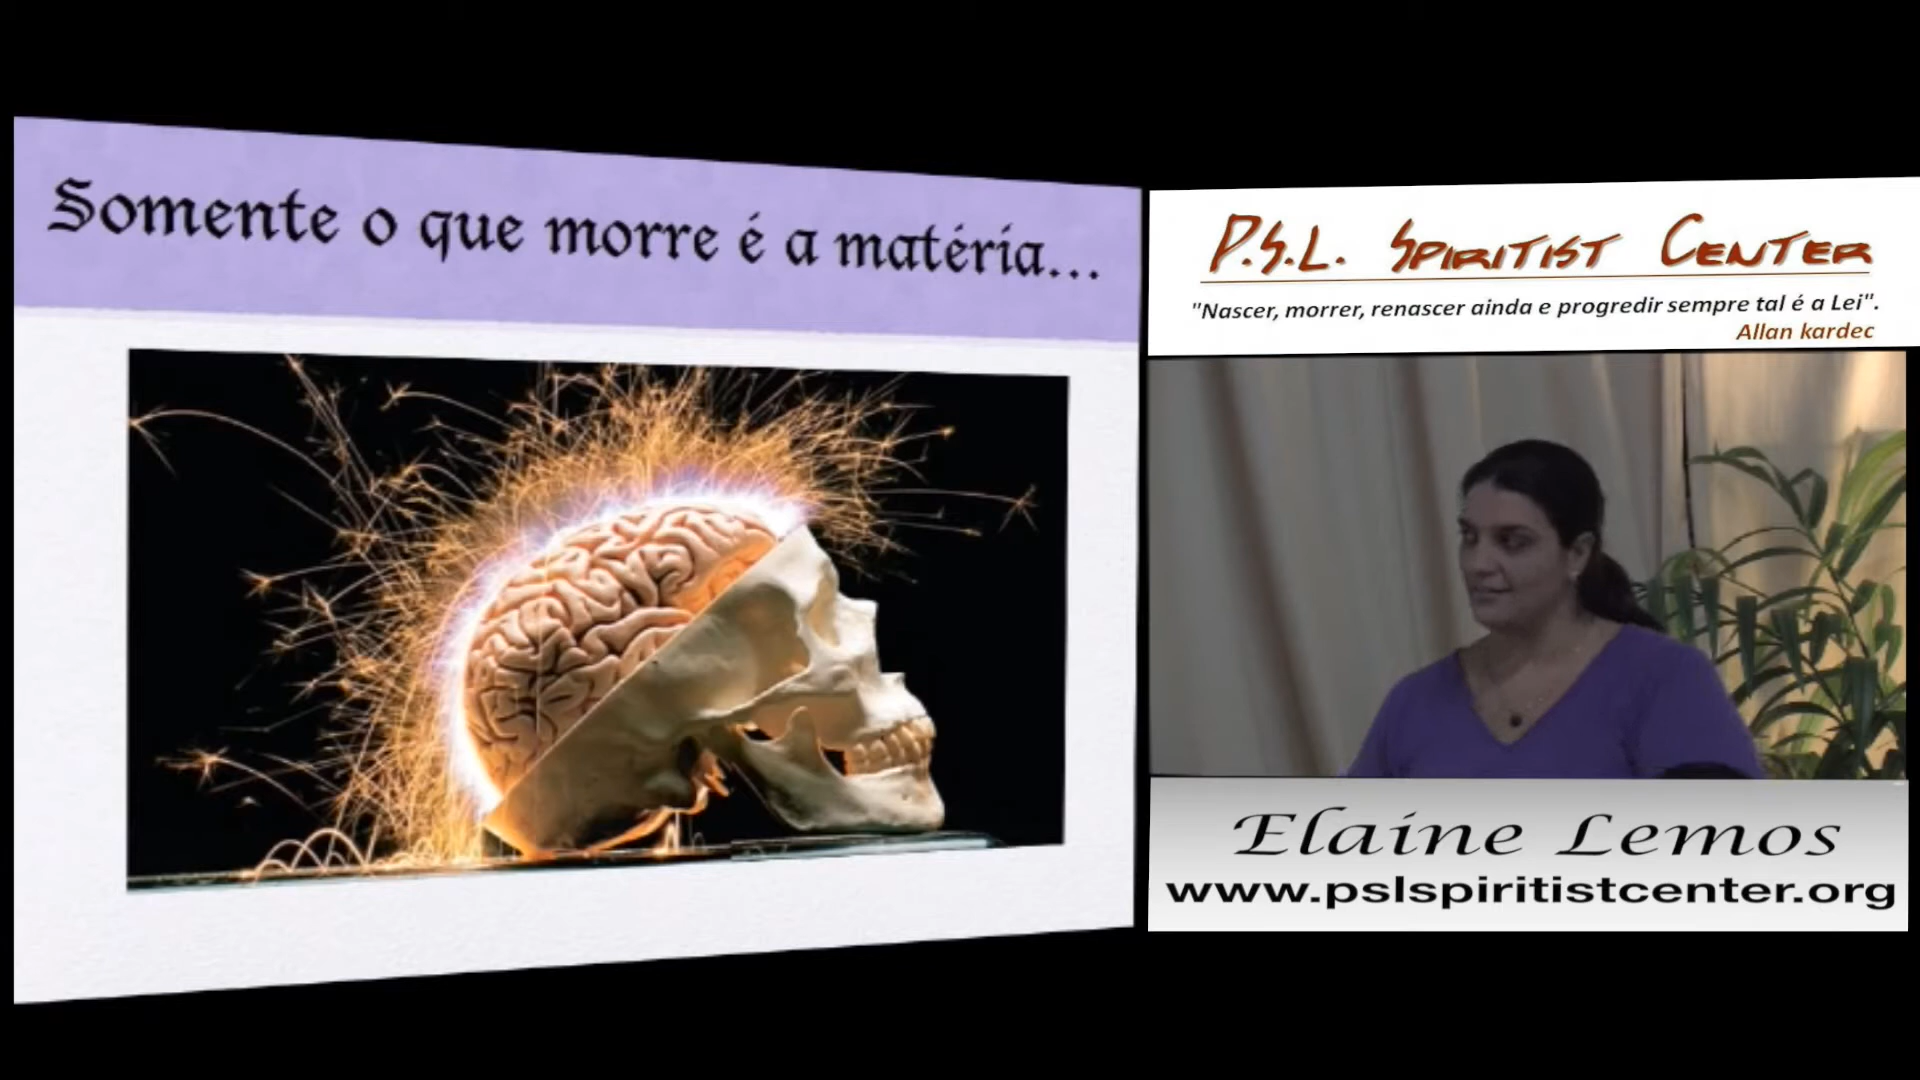 Somente o que morre é a matéria...
P.S.L. Spiritist Center
"Nascer, morrer, renascer ainda e progredir sempre tal é a Lei".
Allan kardec
Elaine Lemos
www.pslspiritistcenter.org